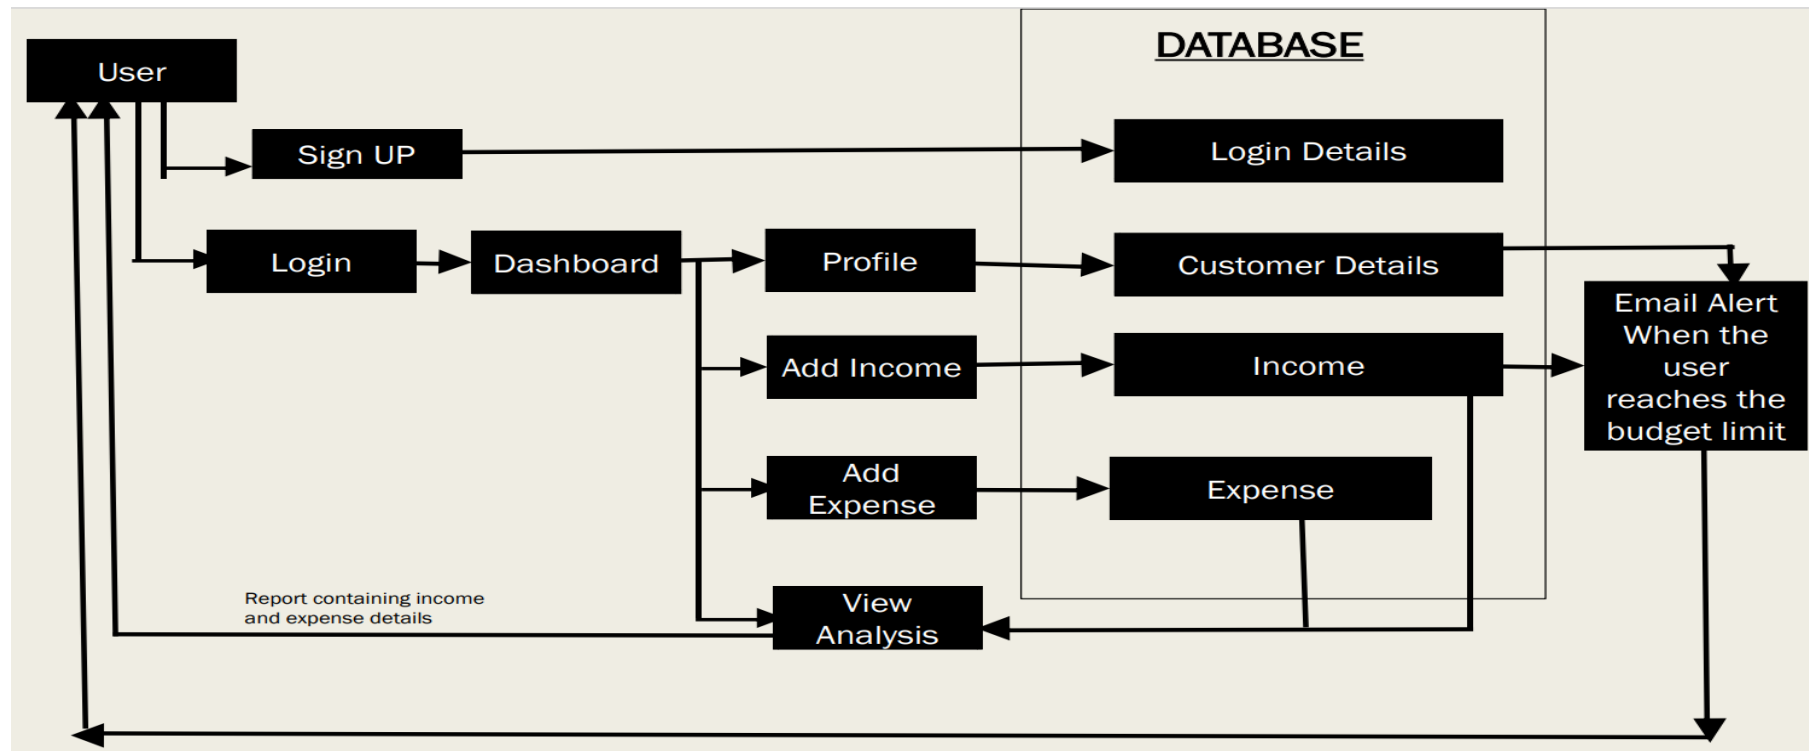 DATABASE
User
Sign UP
Login Details
Login
Dashboard
Profile
Customer Details
Email Alert
When the
user
reaches the
budget limit
Add Income
Income
Add
Expense
Expense
Report containing income
and expense details
View
Analysis